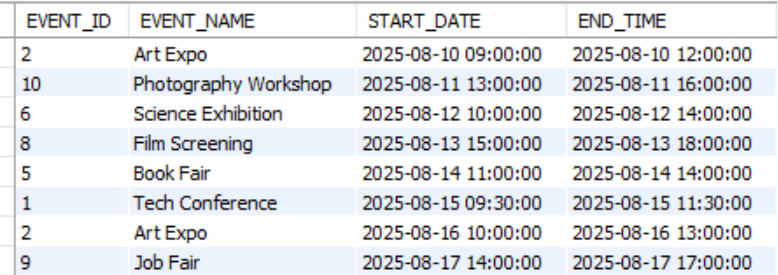 EVENT_ID EVENT_NAME START_DATE END_TIME
2 Art Expo 2025-08-10 09:00:00 2025-08-10 12:00:00
10 Photography Workshop 2025-08-11 13:00:00 2025-08-11 16:00:00
6 Science Exhibition 2025-08-12 10:00:00 2025-08-12 14:00:00
8 Film Screening 2025-08-13 15:00:00 2025-08-13 18:00:00
5 Book Fair 2025-08-14 11:00:00 2025-08-14 14:00:00
1 Tech Conference 2025-08-15 09:30:00 2025-08-15 11:30:00
2 Art Expo 2025-08-16 10:00:00 2025-08-16 13:00:00
9 Job Fair 2025-08-17 14:00:00 2025-08-17 17:00:00